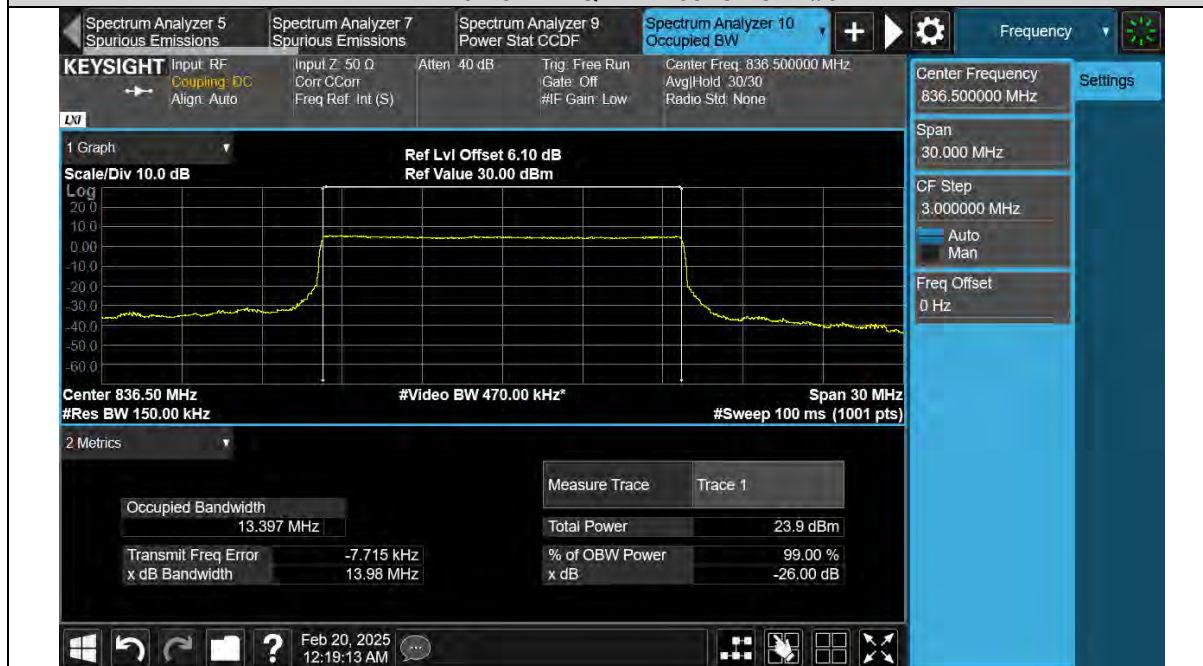 Spectrum Analyzer 5
Spurious Emissions
Spectrum Analyzer 7
Spurious Emissions
Spectrum Analyzer 9
Power Stat CCDF
Spectrum Analyzer 10
Occupied BW
Frequency
KEYSIGHT
Input: RF
Coupling: DC
Align: Auto
Input Z: 50 Ω
Corr CCorr
Freq Ref: Int (S)
Atten: 40 dB
Trig: Free Run
Gate: Off
#IF Gain: Low
Center Freq: 836.500000 MHz
Avg|Hold: 30/30
Radio Std: None
LXI
1 Graph
Scale/Div 10.0 dB
Ref Lvl Offset 6.10 dB
Ref Value 30.00 dBm
Log
20.0
10.0
0.00
-10.0
-20.0
-30.0
-40.0
-50.0
-60.0
Center 836.50 MHz
#Video BW 470.00 kHz*
Span 30 MHz
#Res BW 150.00 kHz
#Sweep 100 ms (1001 pts)
2 Metrics
Measure Trace Trace 1
Occupied Bandwidth
13.397 MHz
Total Power 23.9 dBm
Transmit Freq Error -7.715 kHz
% of OBW Power 99.00 %
x dB Bandwidth 13.98 MHz
x dB -26.00 dB
Center Frequency
836.500000 MHz
Settings
Span
30.000 MHz
CF Step
3.000000 MHz
Auto
Man
Freq Offset
0 Hz
?
Feb 20, 2025
12:19:13 AM